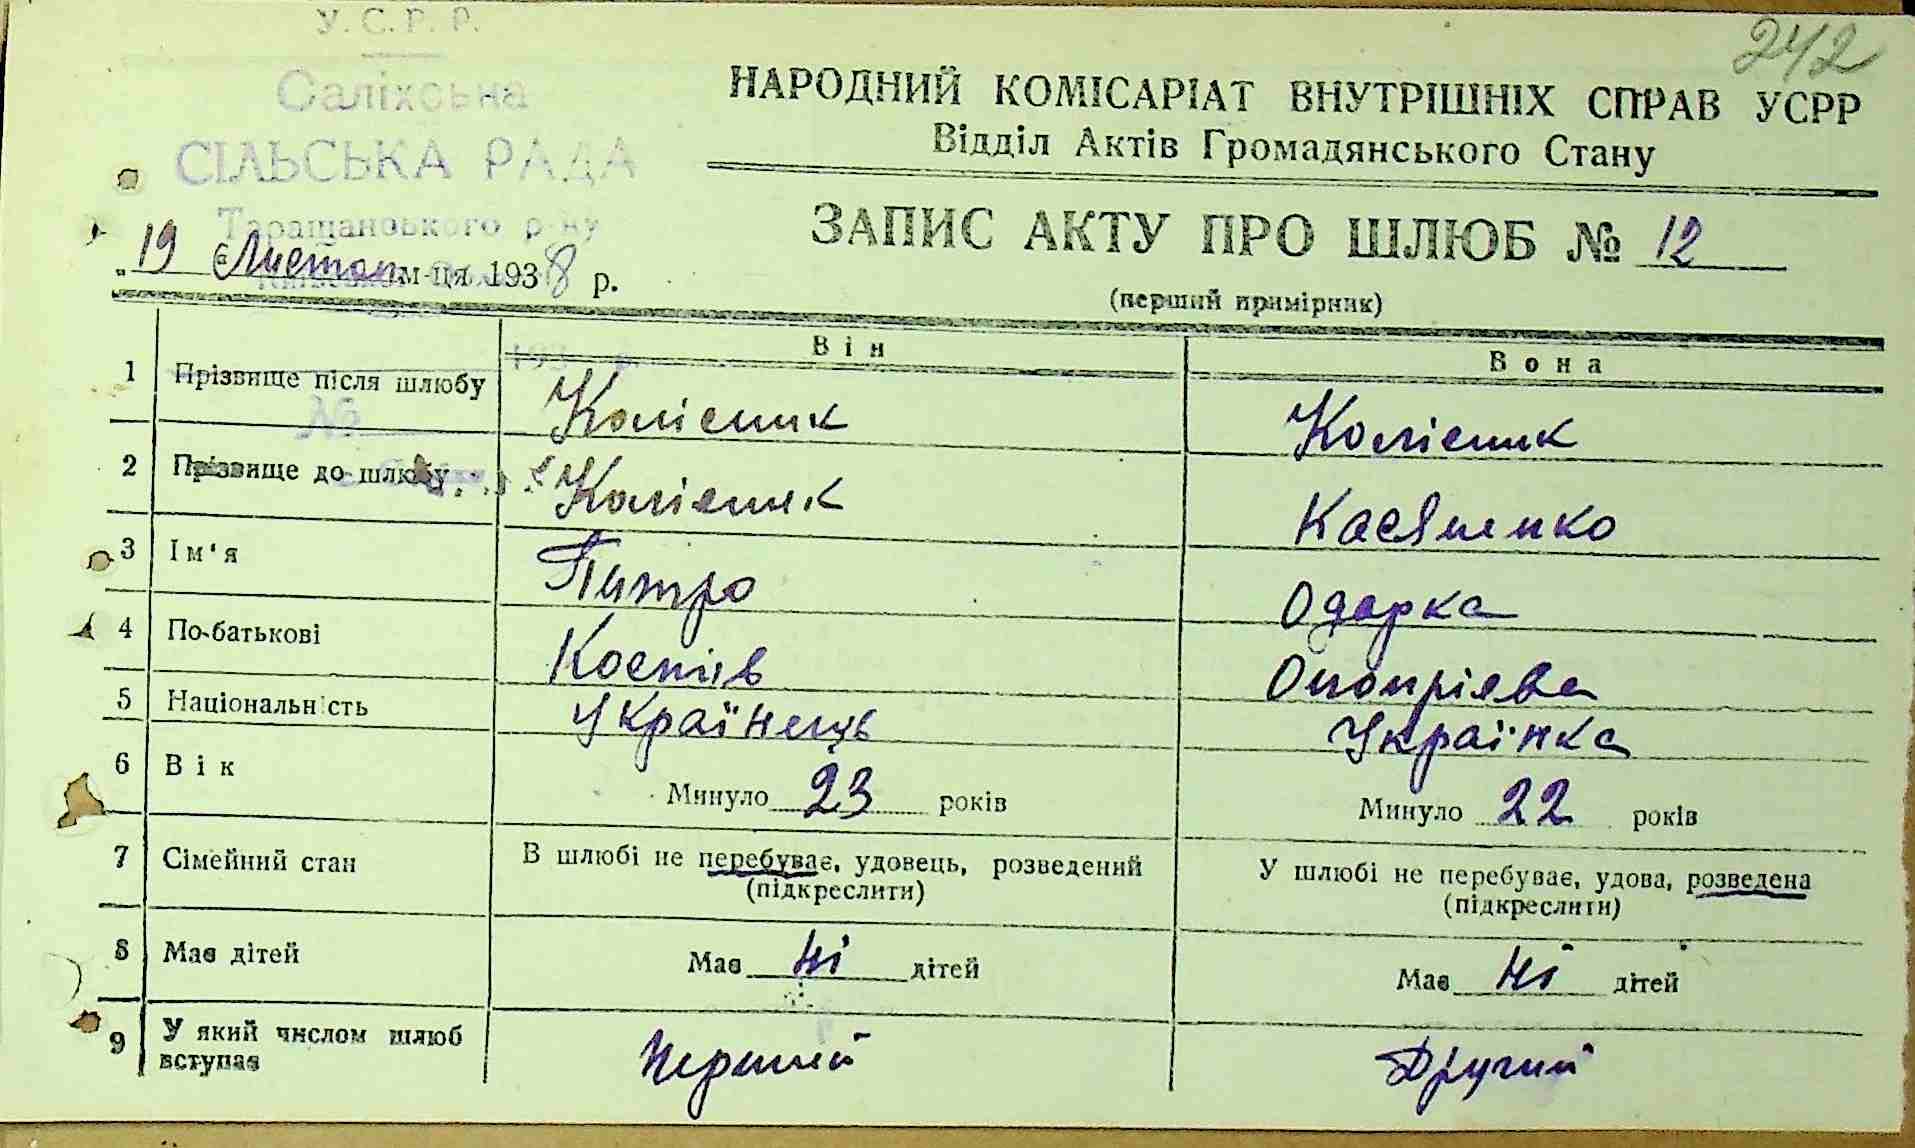 242
У. С. Р. Р.
Саліхська
СІЛЬСЬКА РАДА
Таращанського р-ну
НАРОДНИЙ КОМІСАРІАТ ВНУТРІШНІХ СПРАВ УСРР
Відділ Актів Громадянського Стану
ЗАПИС АКТУ ПРО ШЛЮБ № 12
(перший примірник)
„19 Листоп м-ця 1938 р.
Він Вона
1 Прізвище після шлюбу Колісник Колісник
№
2 Прізвище до шлюбу Колісник Касяненко
3 Ім'я Питро Одарка
4 По-батькові Костів Онопріява
5 Національність Українець Українка
6 Вік Минуло 23 років Минуло 22 років
7 Сімейний стан В шлюбі не перебуває, удовець, розведений У шлюбі не перебуває, удова, розведена
(підкреслити) (підкреслити)
8 Має дітей Має ні дітей Має ні дітей
9 У який числом шлюб вступає Перший Другий